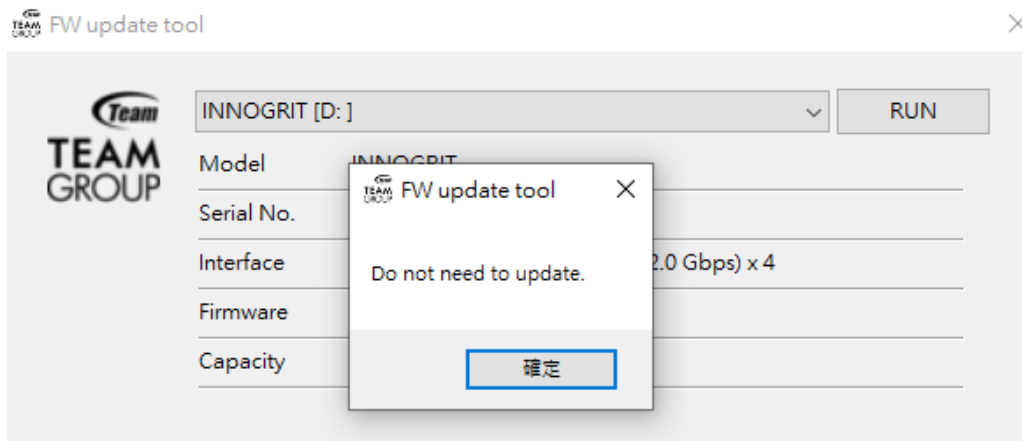 FW update tool
Team
TEAM
GROUP
INNOGRIT [D: ]
RUN
Model
INNOGRIT
FW update tool
Serial No.
Interface
2.0 Gbps) x 4
Do not need to update.
Firmware
Capacity
確定